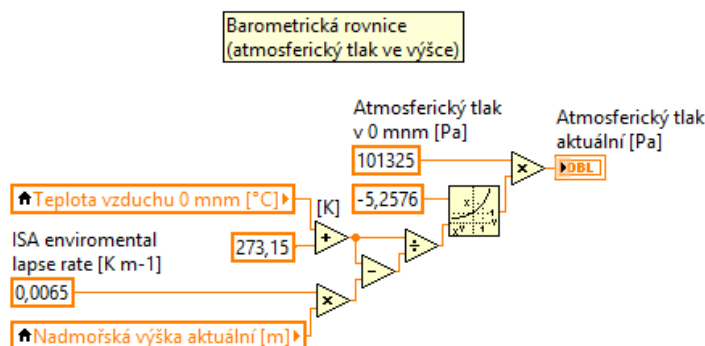 Barometrická rovnice
(atmosferický tlak ve výšce)
Atmosferický tlak
v 0 mnm [Pa]
101325
Atmosferický tlak
aktuální [Pa]
DBL
-5,2576
x
y
x^y
Teplota vzduchu 0 mnm [°C]
[K]
273,15
ISA enviromental
lapse rate [K m-1]
0,0065
Nadmořská výška aktuální [m]